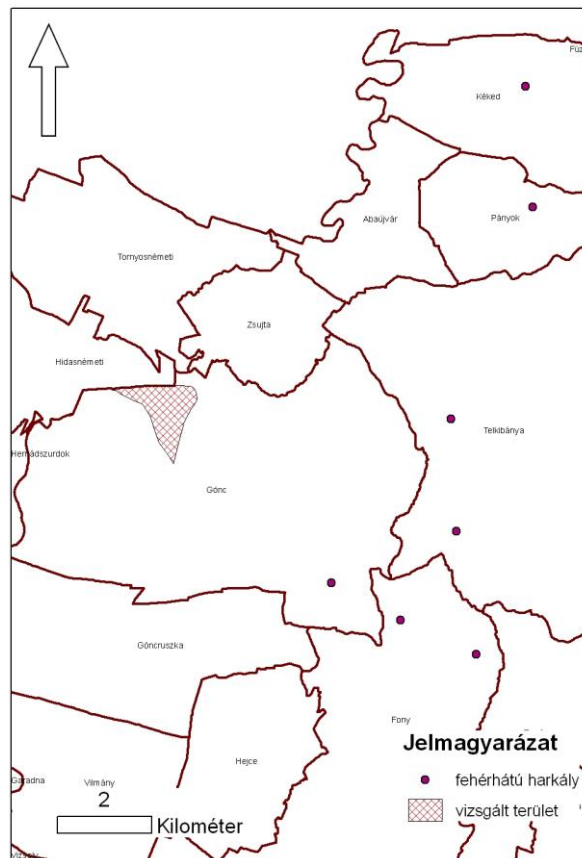 Kéked
Abaújvár
Pányok
Tornyosnémeti
Zsujta
Hidasnémeti
Telkibánya
Hernádszurdok
Gönc
Göncruszka
Fony
Hejce
Garadna
Vilmány
Jelmagyarázat
fehérhátú harkály
vizsgált terület
2
Kilométer